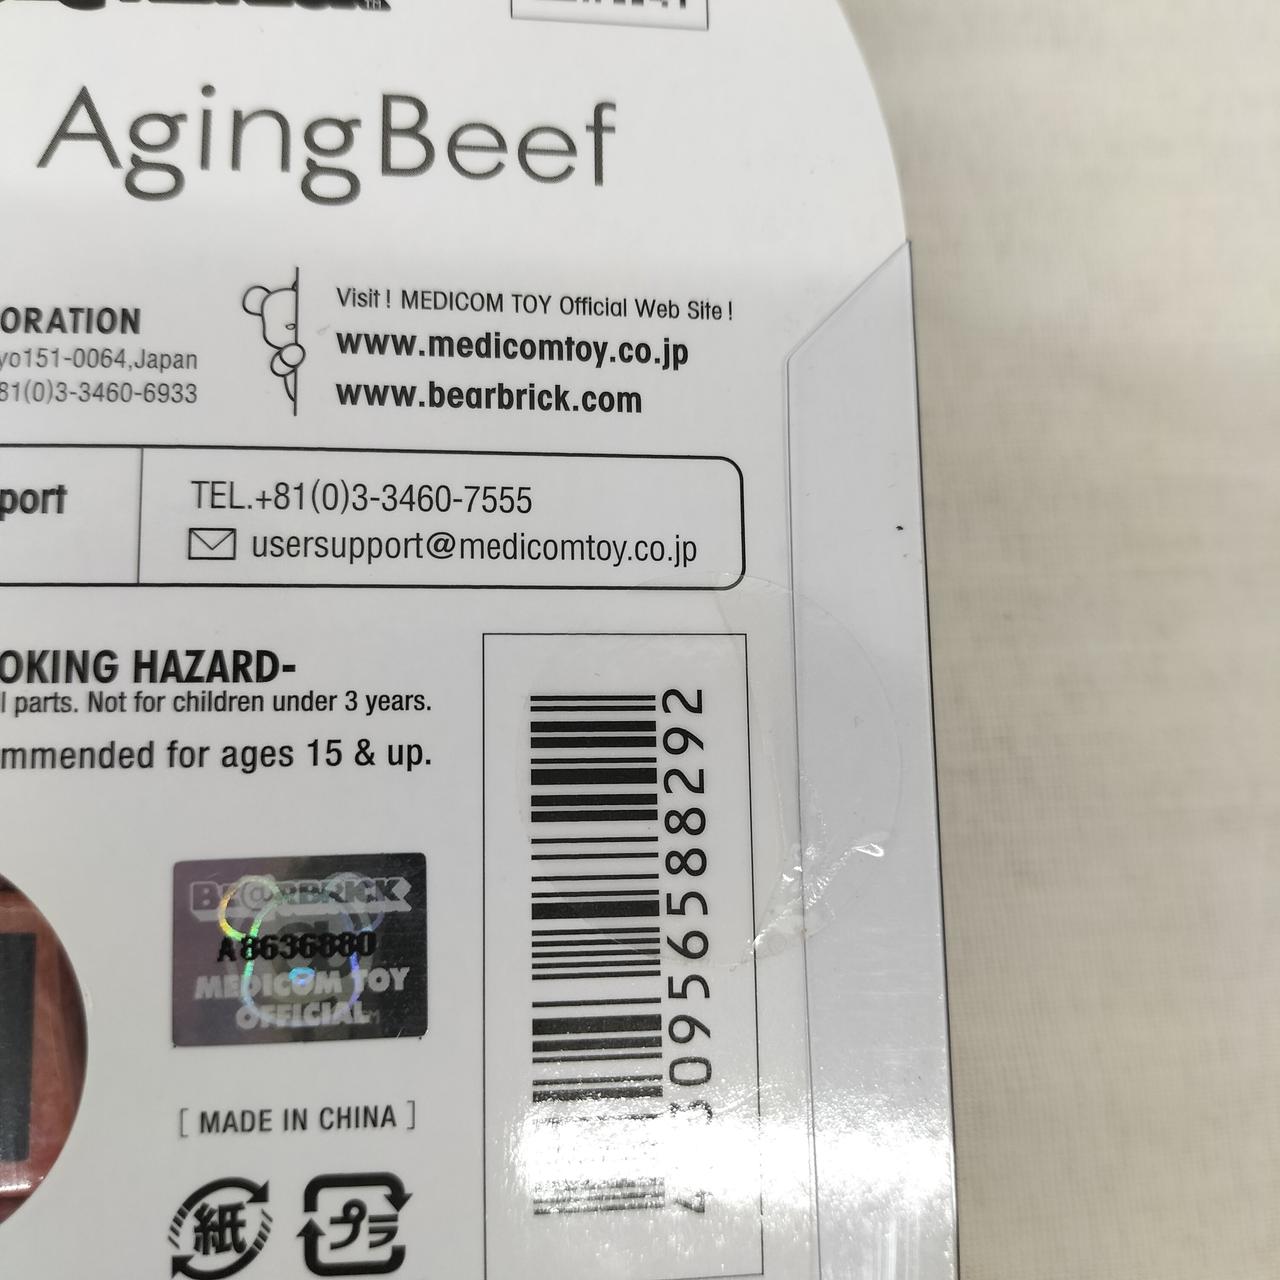 AgingBeef
ORATION
yo151-0064,Japan
81(0)3-3460-6933
Visit ! MEDICOM TOY Official Web Site !
www.medicomtoy.co.jp
www.bearbrick.com
port
TEL.+81(0)3-3460-7555
usersupport@medicomtoy.co.jp
OKING HAZARD-
l parts. Not for children under 3 years.
mmended for ages 15 & up.
BE@RBRICK
A8636880
MEDICOM TOY
OFFICIAL
[ MADE IN CHINA ]
紙
プラ
4530956588292